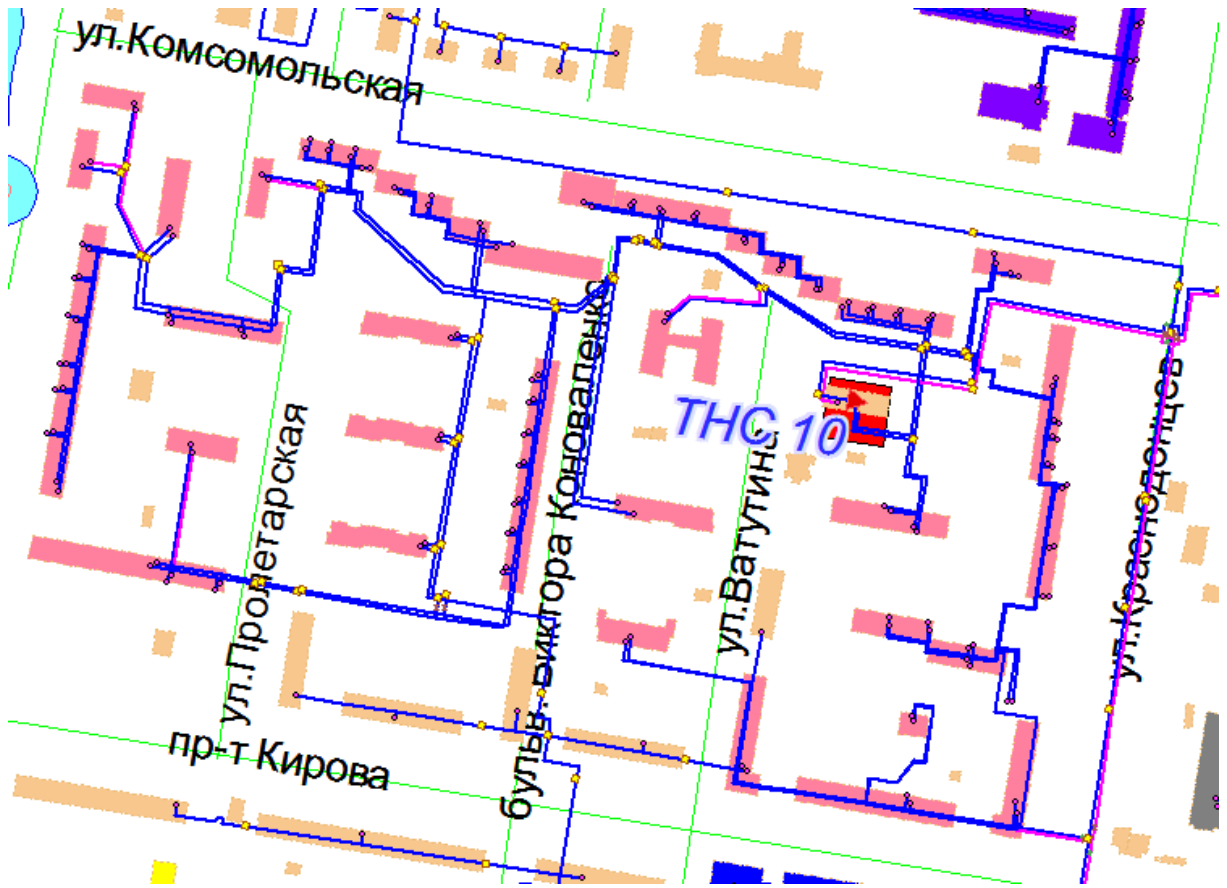 ул.Комсомольская
ТНС 10
ул.Пролетарская
бульв.Виктора Коноваленко
ул.Ватутина
ул.Краснодонцев
пр-т Кирова